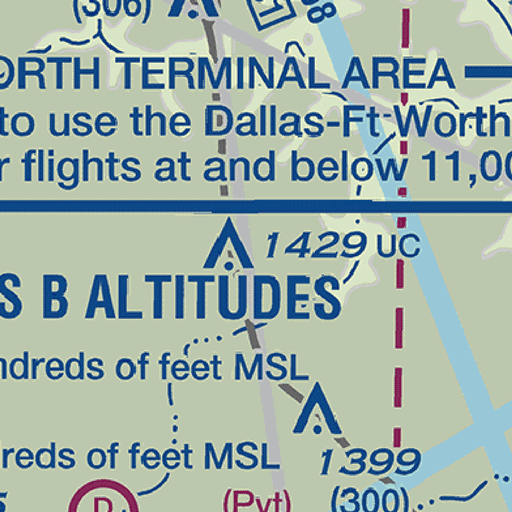 (306)
ORTH TERMINAL AREA
to use the Dallas-Ft Worth
r flights at and below 11,00
1429 UC
S B ALTITUDES
ndreds of feet MSL
reds of feet MSL
1399
(Pvt) (300)